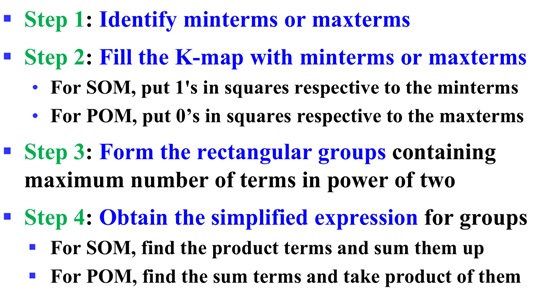 ▪ Step 1: Identify minterms or maxterms
▪ Step 2: Fill the K-map with minterms or maxterms
• For SOM, put 1's in squares respective to the minterms
• For POM, put 0’s in squares respective to the maxterms
▪ Step 3: Form the rectangular groups containing
maximum number of terms in power of two
▪ Step 4: Obtain the simplified expression for groups
▪ For SOM, find the product terms and sum them up
▪ For POM, find the sum terms and take product of them